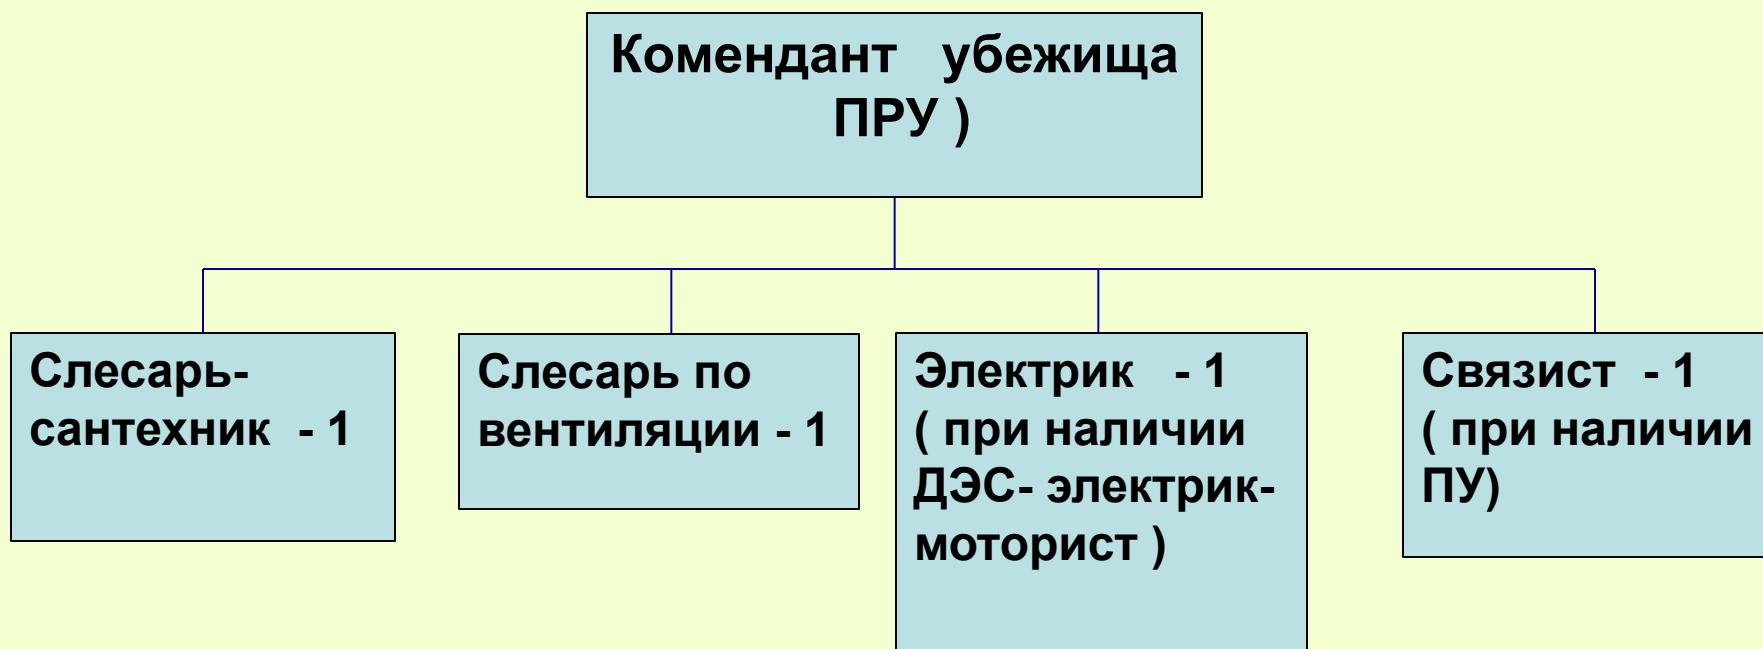 Комендант убежища
ПРУ )
Слесарь-
сантехник - 1
Слесарь по
вентиляции - 1
Электрик - 1
( при наличии
ДЭС- электрик-
моторист )
Связист - 1
( при наличии
ПУ)